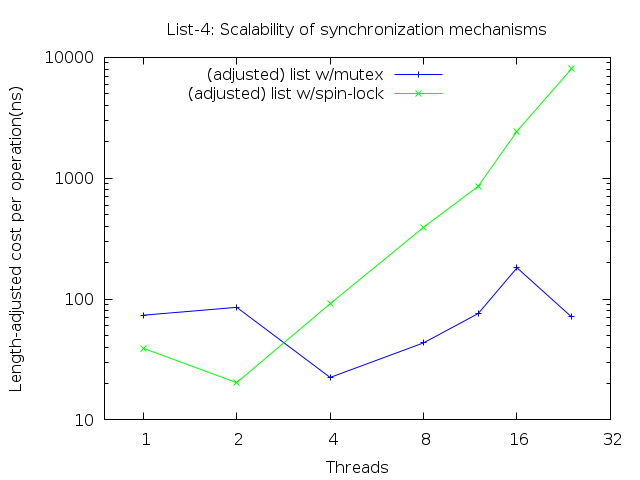 List-4: Scalability of synchronization mechanisms
Length-adjusted cost per operation(ns)
10000
1000
100
10
(adjusted) list w/mutex
(adjusted) list w/spin-lock
1 2 4 8 16 32
Threads